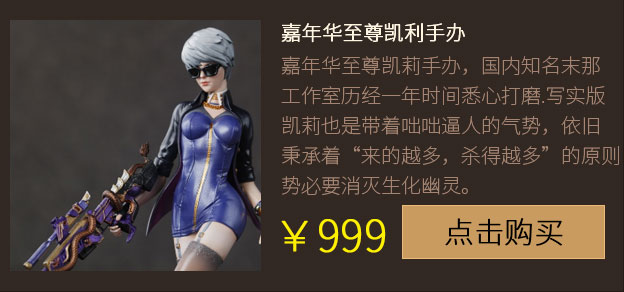 嘉年华至尊凯利手办
嘉年华至尊凯莉手办，国内知名末那
工作室历经一年时间悉心打磨.写实版
凯莉也是带着咄咄逼人的气势，依旧
秉承着“来的越多，杀得越多”的原则
势必要消灭生化幽灵。
￥999
点击购买